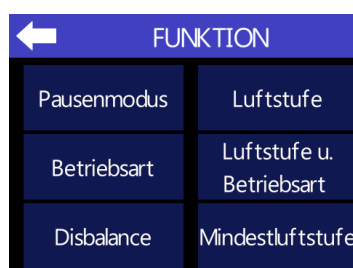 FUNKTION
Pausenmodus
Luftstufe
Betriebsart
Luftstufe u.
Betriebsart
Disbalance
Mindestluftstufe